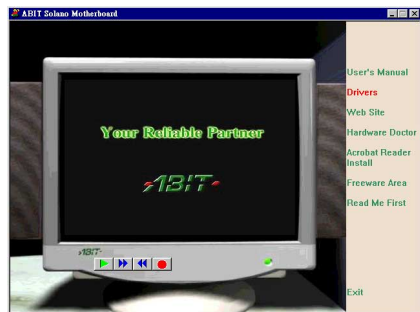 ABIT Solano Motherboard
User's Manual
Drivers
Web Site
Hardware Doctor
Acrobat Reader
Install
Freeware Area
Read Me First
Exit
Your Reliable Partner
ABIT
ABIT